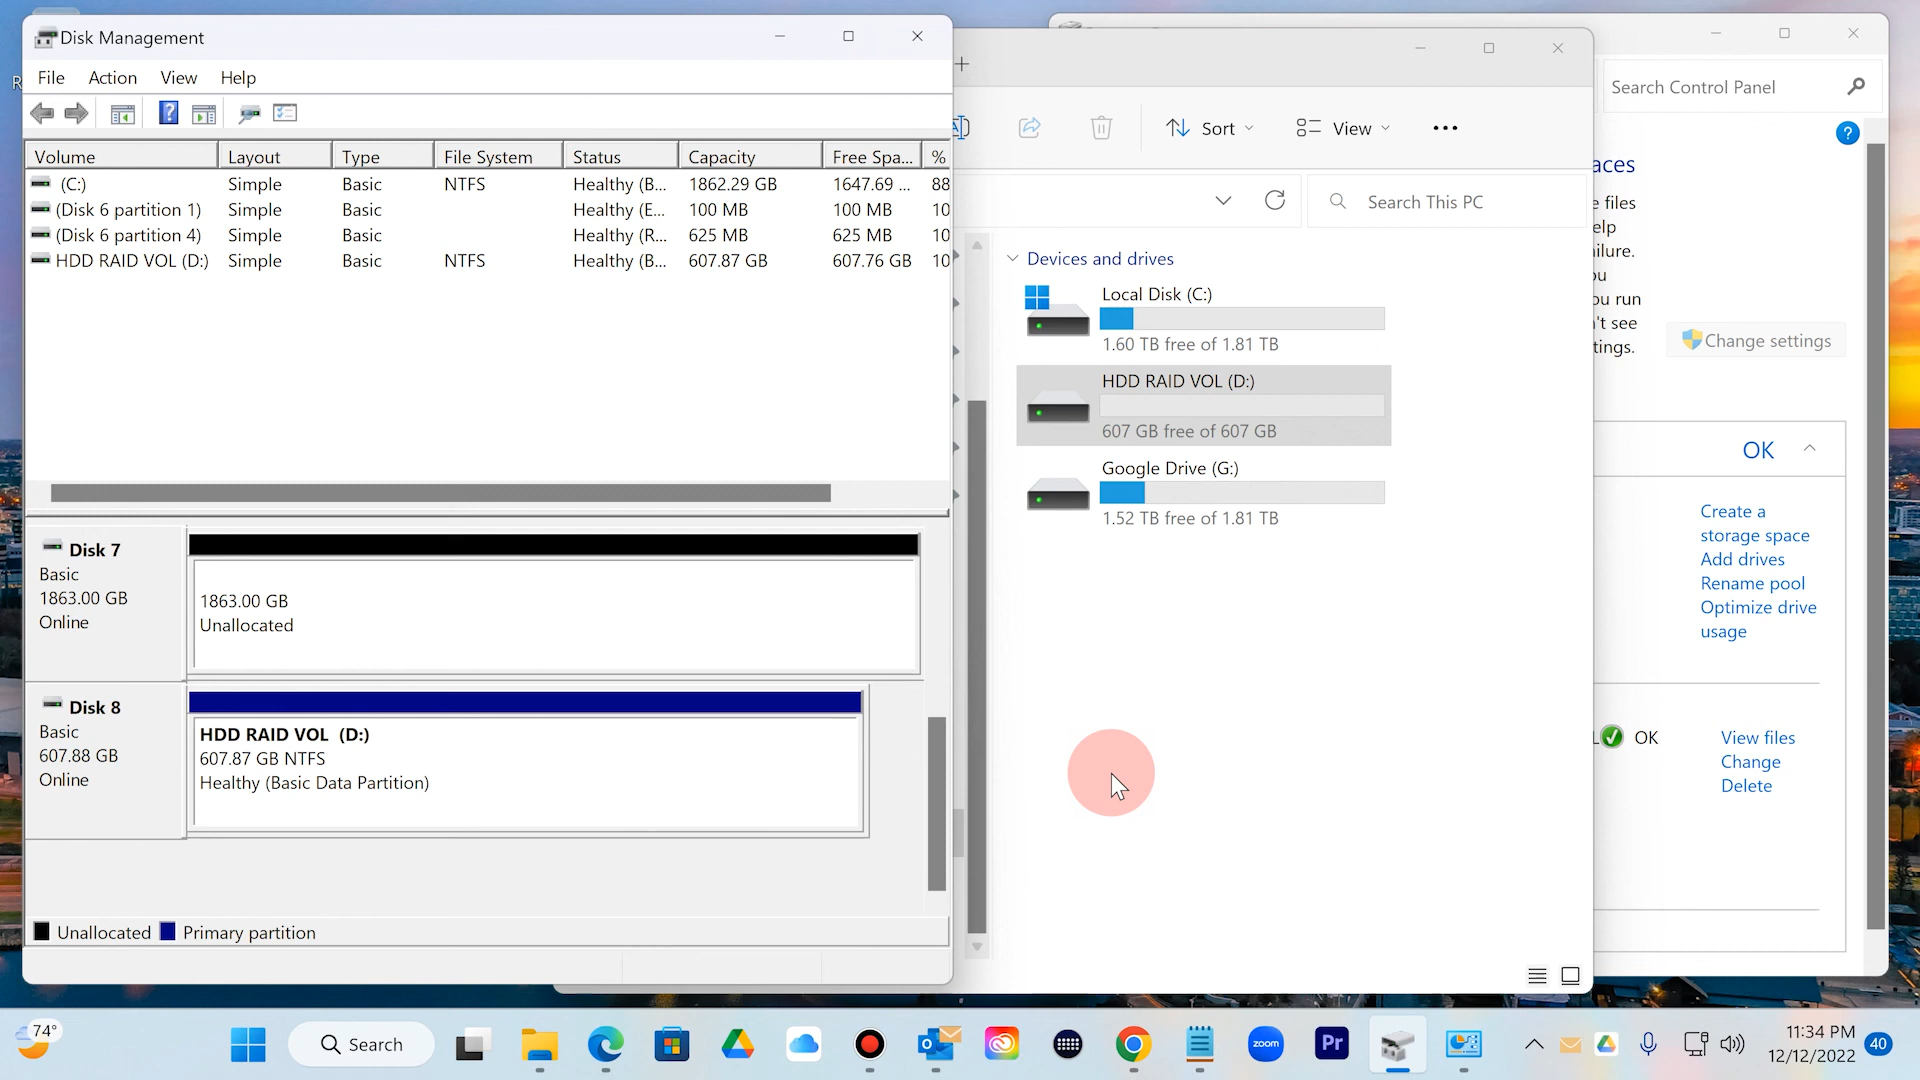 Disk Management
File Action View Help
Volume Layout Type File System Status Capacity Free Spa... %
(C:) Simple Basic NTFS Healthy (B... 1862.29 GB 1647.69 ... 88
(Disk 6 partition 1) Simple Basic Healthy (E... 100 MB 100 MB 10
(Disk 6 partition 4) Simple Basic Healthy (R... 625 MB 625 MB 10
HDD RAID VOL (D:) Simple Basic NTFS Healthy (B... 607.87 GB 607.76 GB 10
Disk 7
Basic
1863.00 GB
Online
1863.00 GB
Unallocated
Disk 8
Basic
607.88 GB
Online
HDD RAID VOL (D:)
607.87 GB NTFS
Healthy (Basic Data Partition)
Unallocated Primary partition
Sort View
Search This PC
Devices and drives
Local Disk (C:)
1.60 TB free of 1.81 TB
HDD RAID VOL (D:)
607 GB free of 607 GB
Google Drive (G:)
1.52 TB free of 1.81 TB
Search Control Panel
aces
e files
elp
ilure.
ou
ou run
't see
tings.
Change settings
OK
Create a
storage space
Add drives
Rename pool
Optimize drive
usage
OK
View files
Change
Delete
74°
Search
zoom
Pr
11:34 PM
12/12/2022
40